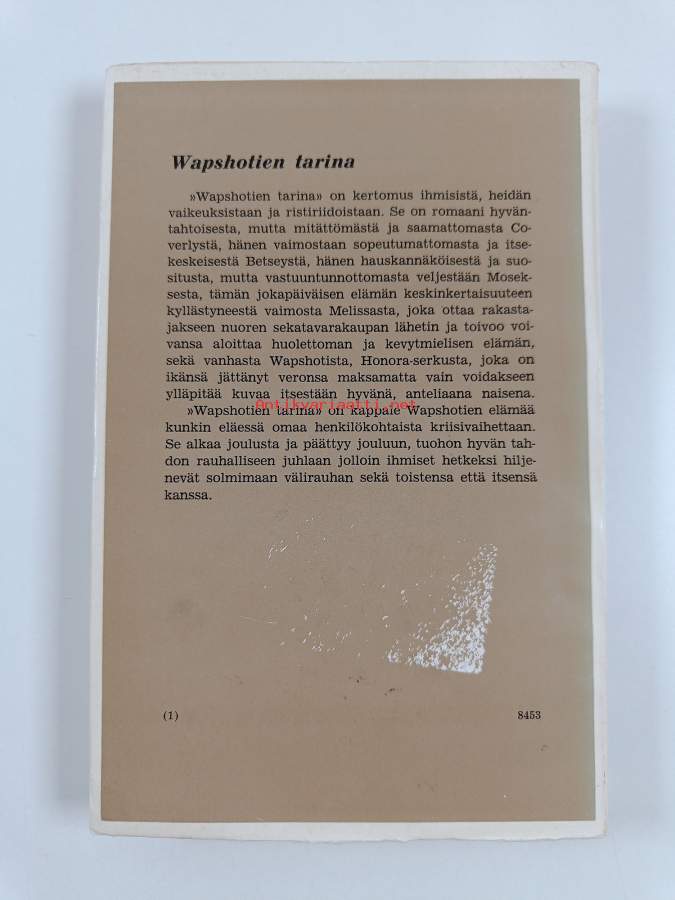 Wapshotien tarina
»Wapshotien tarina» on kertomus ihmisistä, heidän
vaikeuksistaan ja ristiriidoistaan. Se on romaani hyvän-
tahtoisesta, mutta mitättömästä ja saamattomasta Co-
verlystä, hänen vaimostaan sopeutumattomasta ja itse-
keskeisestä Betseystä, hänen hauskannäköisestä ja suo-
situsta, mutta vastuuntunnottomasta veljestään Mosek-
sesta, tämän jokapäiväisen elämän keskinkertaisuuteen
kyllästyneestä vaimosta Melissasta, joka ottaa rakasta-
jakseen nuoren sekatavarakaupan lähetin ja toivoo voi-
vansa aloittaa huolettoman ja kevytmielisen elämän,
sekä vanhasta Wapshotista, Honora-serkusta, joka on
ikänsä jättänyt veronsa maksamatta vain voidakseen
ylläpitää kuvaa itsestään hyvänä, anteliaana naisena.
Antikvariaatti.net
»Wapshotien tarina» on kappale Wapshotien elämää
kunkin eläessä omaa henkilökohtaista kriisivaihettaan.
Se alkaa joulusta ja päättyy jouluun, tuohon hyvän tah-
don rauhalliseen juhlaan jolloin ihmiset hetkeksi hilje-
nevät solmimaan välirauhan sekä toistensa että itsensä
kanssa.
(1) 8453